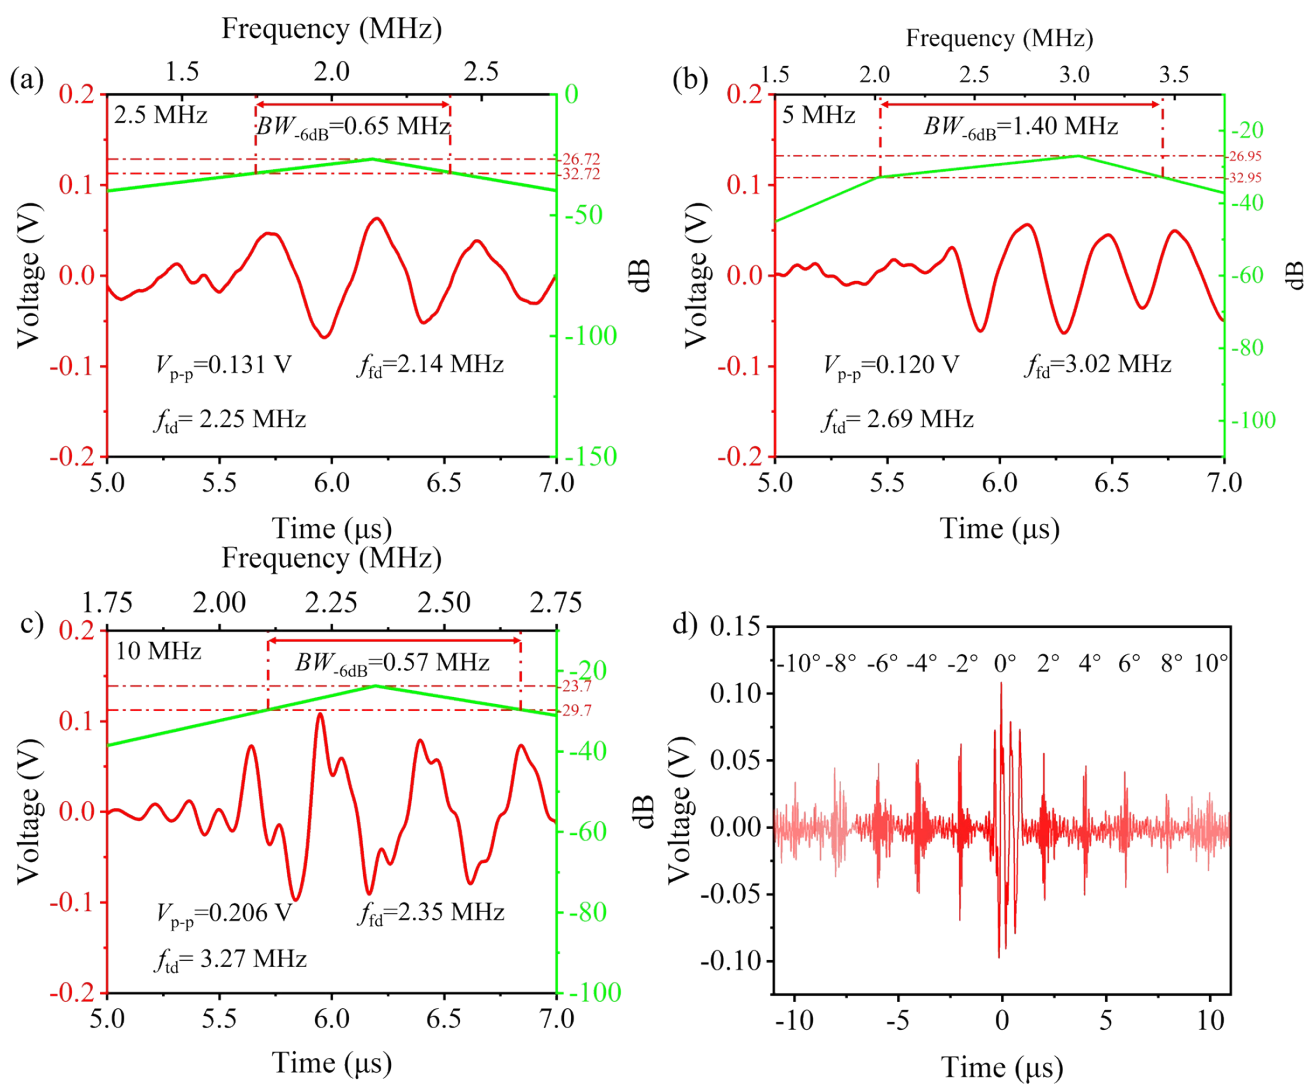 Frequency (MHz)
(a)
1.5 2.0 2.5
0.2
0.1
0.0
-0.1
-0.2
Voltage (V)
2.5 MHz
BW-6dB=0.65 MHz
-26.72
-32.72
0
-50
-100
-150
dB
Vp-p=0.131 V
ffd=2.14 MHz
ftd= 2.25 MHz
5.0 5.5 6.0 6.5 7.0
Time (μs)
Frequency (MHz)
(b)
1.5 2.0 2.5 3.0 3.5
0.2
0.1
0.0
-0.1
-0.2
Voltage (V)
5 MHz
BW-6dB=1.40 MHz
-26.95
-32.95
-20
-40
-60
-80
-100
dB
Vp-p=0.120 V
ffd=3.02 MHz
ftd= 2.69 MHz
5.0 5.5 6.0 6.5 7.0
Time (μs)
Frequency (MHz)
c)
1.75 2.00 2.25 2.50 2.75
0.2
0.1
0.0
-0.1
-0.2
Voltage (V)
10 MHz
BW-6dB=0.57 MHz
-23.7
-29.7
-20
-40
-60
-80
-100
dB
Vp-p=0.206 V
ffd=2.35 MHz
ftd= 3.27 MHz
5.0 5.5 6.0 6.5 7.0
Time (μs)
d)
0.15
0.10
0.05
0.00
-0.05
-0.10
Voltage (V)
-10° -8° -6° -4° -2° 0° 2° 4° 6° 8° 10°
-10 -5 0 5 10
Time (μs)